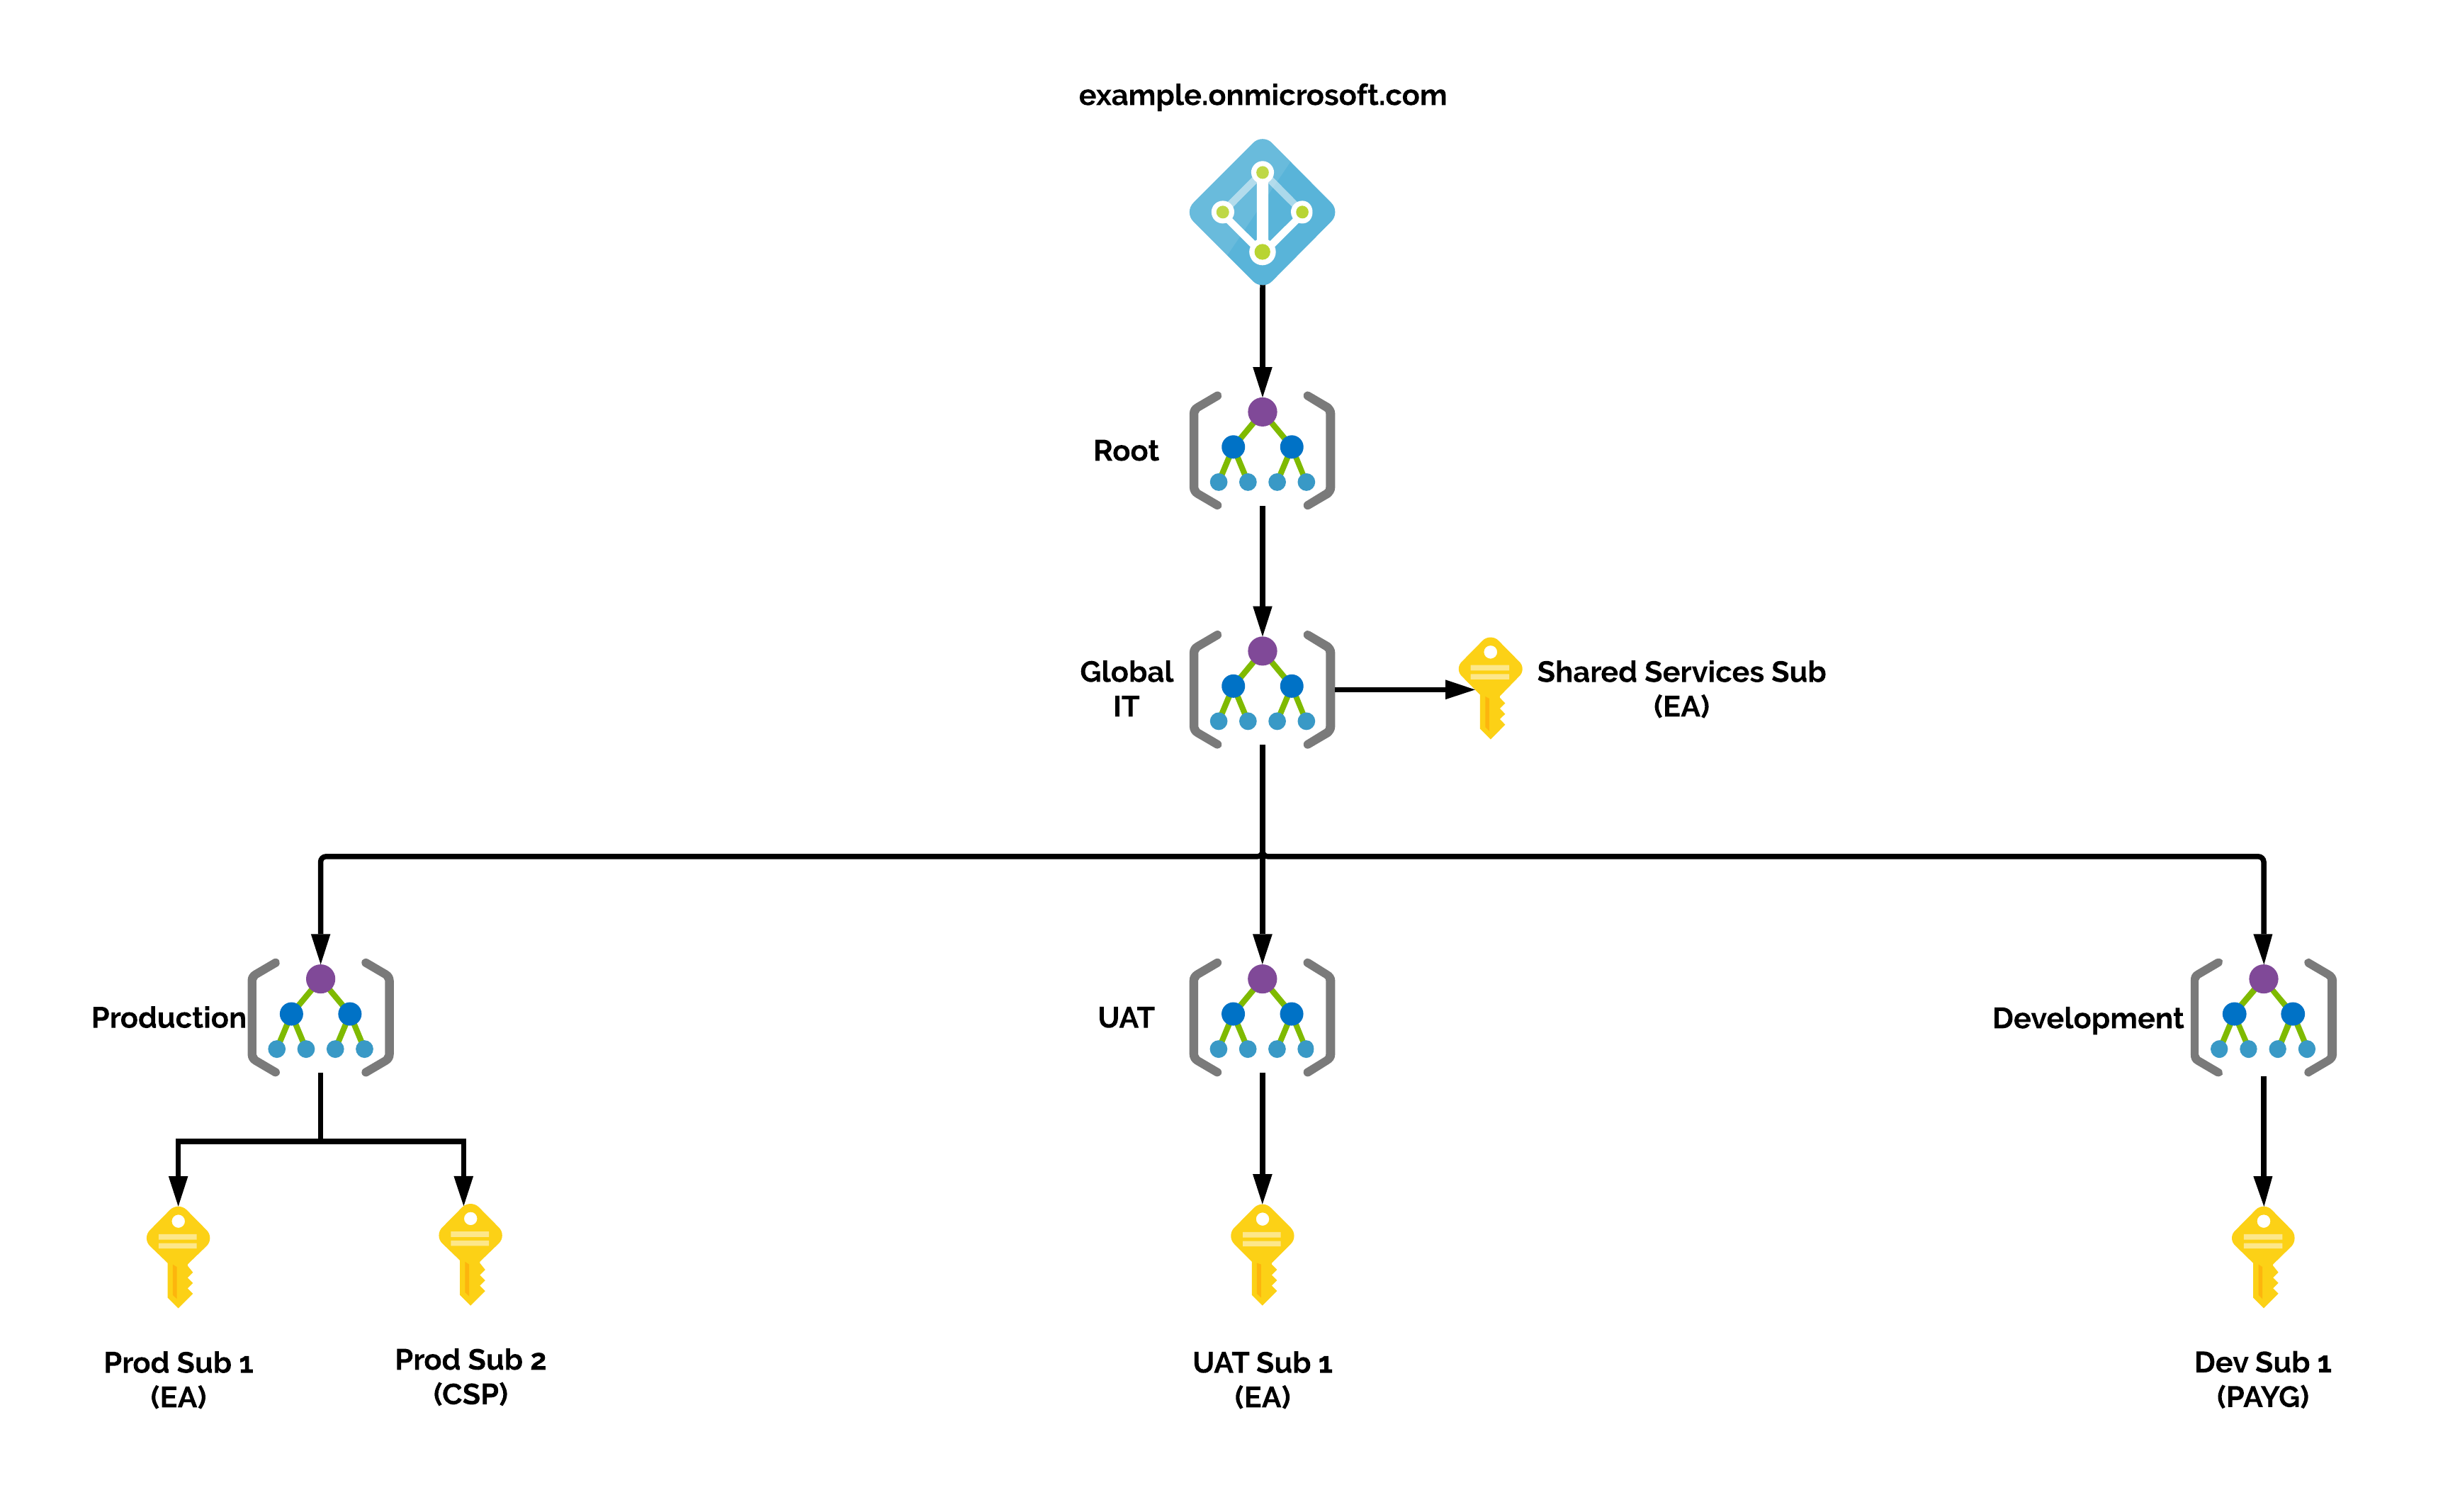 example.onmicrosoft.com
Root
Global
IT
Shared Services Sub
(EA)
Production
UAT
Development
Prod Sub 1
(EA)
Prod Sub 2
(CSP)
UAT Sub 1
(EA)
Dev Sub 1
(PAYG)